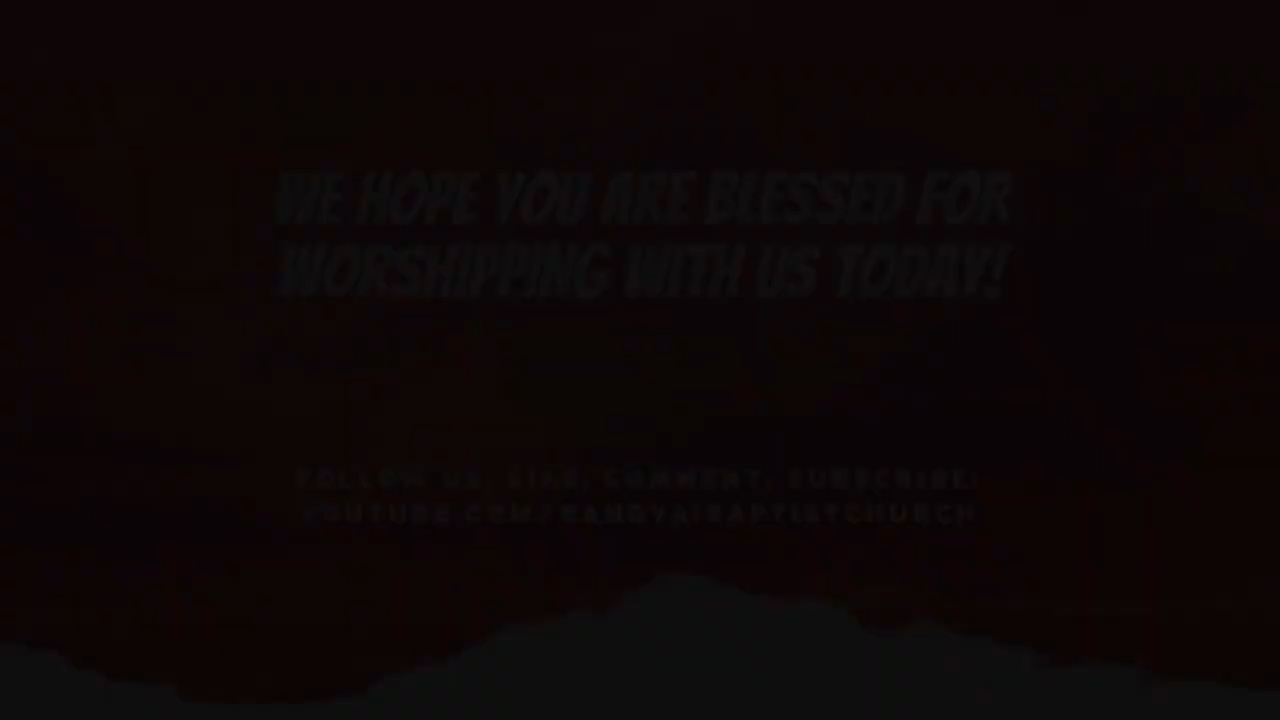 WE HOPE YOU ARE BLESSED FOR
WORSHIPPING WITH US TODAY!
FOLLOW US, LIKE, COMMENT, SUBSCRIBE: